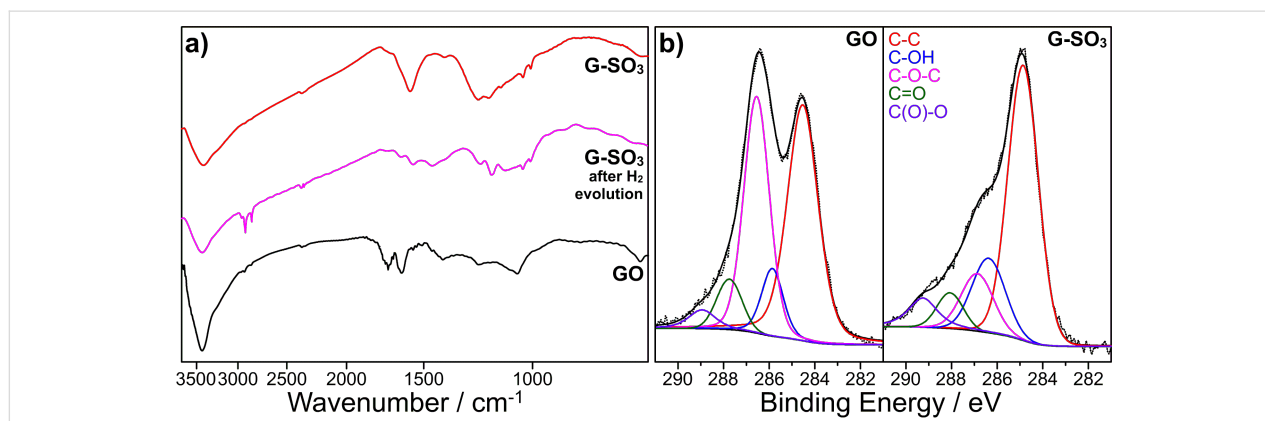 a)
G-SO₃
G-SO₃
after H₂
evolution
GO
3500 3000 2500 2000 1500 1000
Wavenumber / cm⁻¹
b)
GO
C-C
C-OH
C-O-C
C=O
C(O)-O
G-SO₃
290 288 286 284 282 290 288 286 284 282
Binding Energy / eV